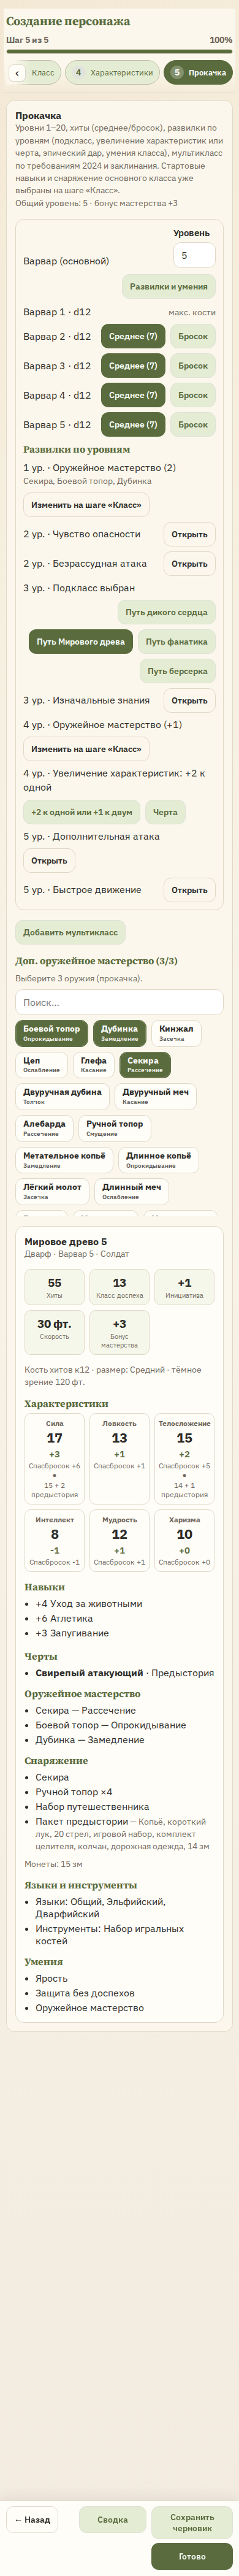 Создание персонажа
Шаг 5 из 5 100%
‹ Класс 4 Характеристики 5 Прокачка
Прокачка
Уровни 1–20, хиты (среднее/бросок), развилки по
уровням (подкласс, увеличение характеристик или
черта, эпический дар, умения класса), мультикласс
по требованиям 2024 и заклинания. Стартовые
навыки и снаряжение основного класса уже
выбраны на шаге «Класс».
Общий уровень: 5 · бонус мастерства +3
Уровень
Варвар (основной) 5
Развилки и умения
Варвар 1 · d12 макс. кости
Варвар 2 · d12 Среднее (7) Бросок
Варвар 3 · d12 Среднее (7) Бросок
Варвар 4 · d12 Среднее (7) Бросок
Варвар 5 · d12 Среднее (7) Бросок
Развилки по уровням
1 ур. · Оружейное мастерство (2)
Секира, Боевой топор, Дубинка
Изменить на шаге «Класс»
2 ур. · Чувство опасности Открыть
2 ур. · Безрассудная атака Открыть
3 ур. · Подкласс выбран
Путь дикого сердца
Путь Мирового древа Путь фанатика
Путь берсерка
3 ур. · Изначальные знания Открыть
4 ур. · Оружейное мастерство (+1)
Изменить на шаге «Класс»
4 ур. · Увеличение характеристик: +2 к
одной
+2 к одной или +1 к двум Черта
5 ур. · Дополнительная атака
Открыть
5 ур. · Быстрое движение Открыть
Добавить мультикласс
Доп. оружейное мастерство (3/3)
Выберите 3 оружия (прокачка).
Поиск…
Боевой топор Дубинка Кинжал
Опрокидывание Замедление Засечка
Цеп Глефа Секира
Ослабление Касание Рассечение
Двуручная дубина Двуручный меч
Толчок Касание
Алебарда Ручной топор
Рассечение Смущение
Метательное копьё Длинное копьё
Замедление Опрокидывание
Лёгкий молот Длинный меч
Засечка Ослабление
Мировое древо 5
Дварф · Варвар 5 · Солдат
55 13 +1
Хиты Класс доспеха Инициатива
30 фт. +3
Скорость Бонус
мастерства
Кость хитов к12 · размер: Средний · тёмное
зрение 120 фт.
Характеристики
Сила Ловкость Телосложение
17 13 15
+3 +1 +2
Спасбросок +6 Спасбросок +1 Спасбросок +5
● ●
15 + 2 14 + 1
предыстория предыстория
Интеллект Мудрость Харизма
8 12 10
-1 +1 +0
Спасбросок -1 Спасбросок +1 Спасбросок +0
Навыки
• +4 Уход за животными
• +6 Атлетика
• +3 Запугивание
Черты
• Свирепый атакующий · Предыстория
Оружейное мастерство
• Секира — Рассечение
• Боевой топор — Опрокидывание
• Дубинка — Замедление
Снаряжение
• Секира
• Ручной топор ×4
• Набор путешественника
• Пакет предыстории — Копьё, короткий
лук, 20 стрел, игровой набор, комплект
целителя, колчан, дорожная одежда, 14 зм
Монеты: 15 зм
Языки и инструменты
• Языки: Общий, Эльфийский,
Дварфийский
• Инструменты: Набор игральных
костей
Умения
• Ярость
• Защита без доспехов
• Оружейное мастерство
← Назад Сводка Сохранить
черновик
Готово